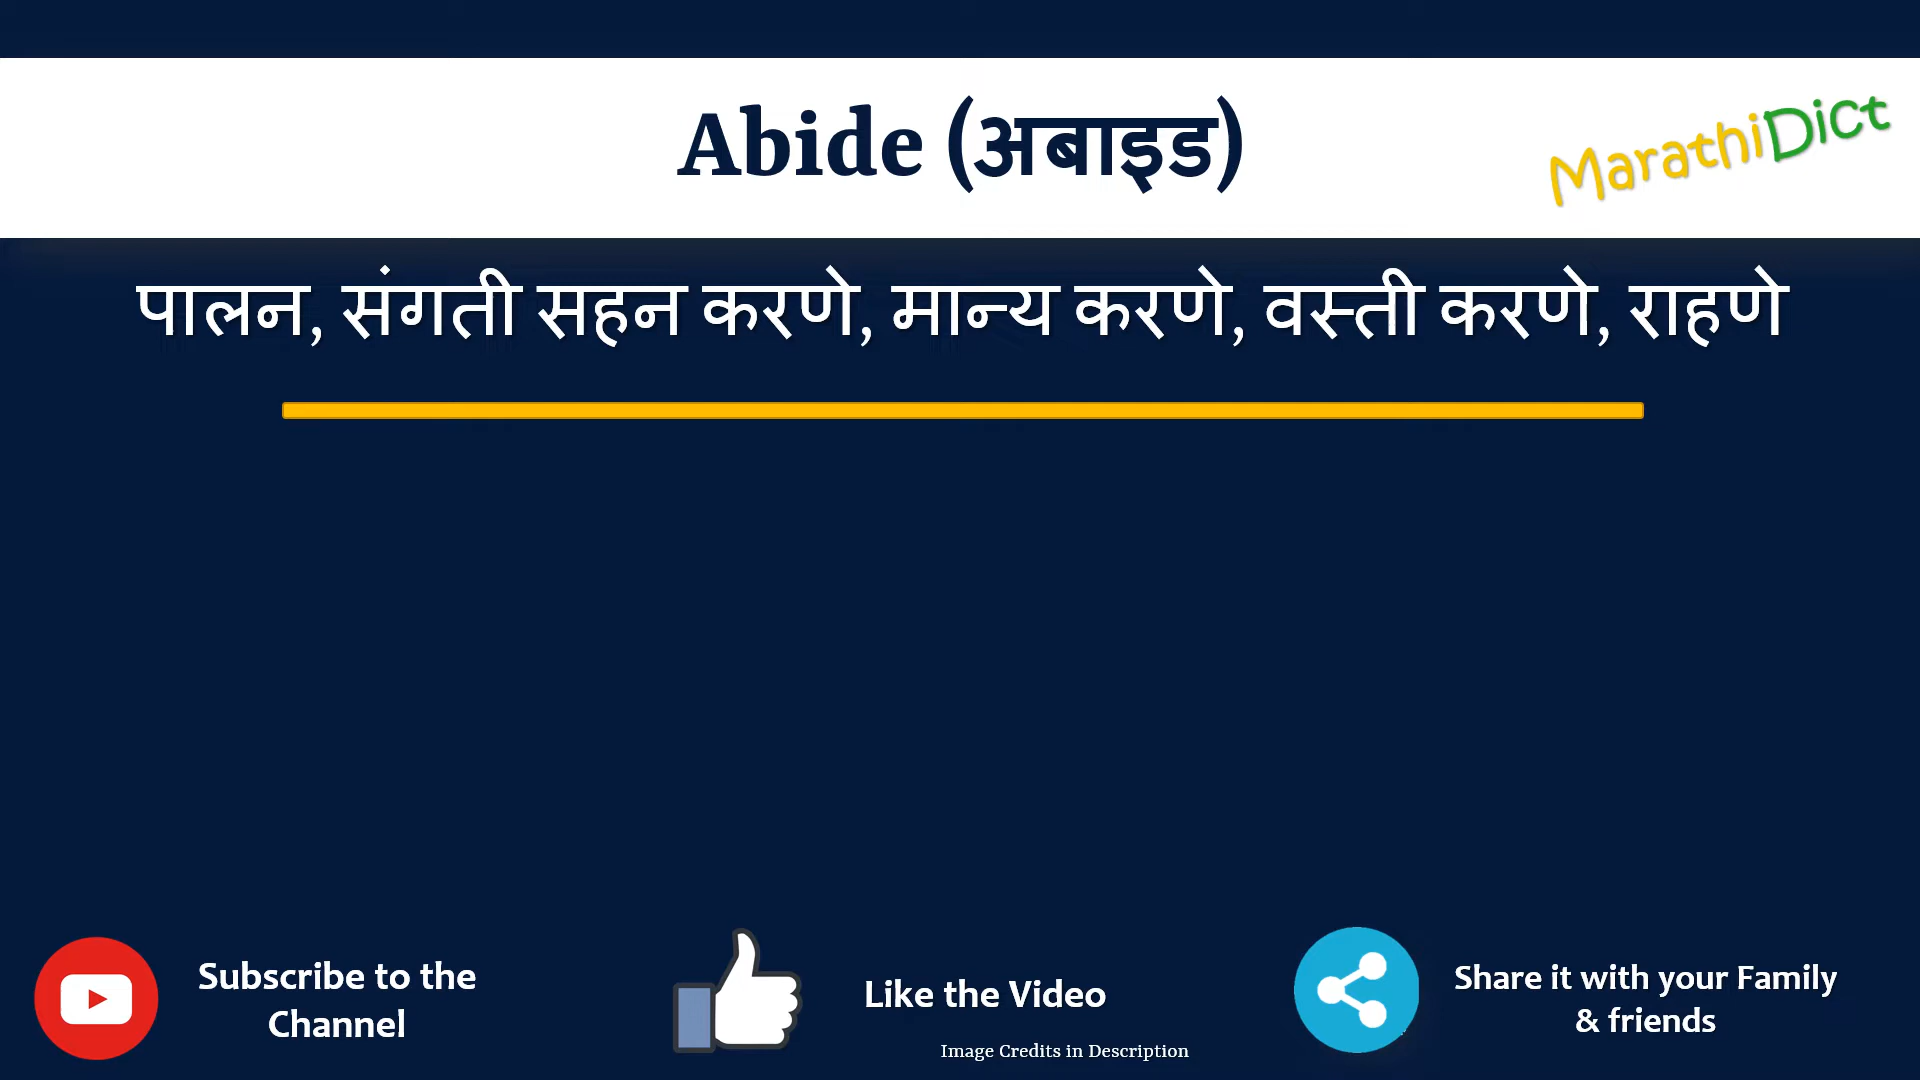 Abide (अबाइड)
MarathiDict
पालन, संगती सहन करणे, मान्य करणे, वस्ती करणे, राहणे
Subscribe to the
Channel
Like the Video
Share it with your Family
& friends
Image Credits in Description